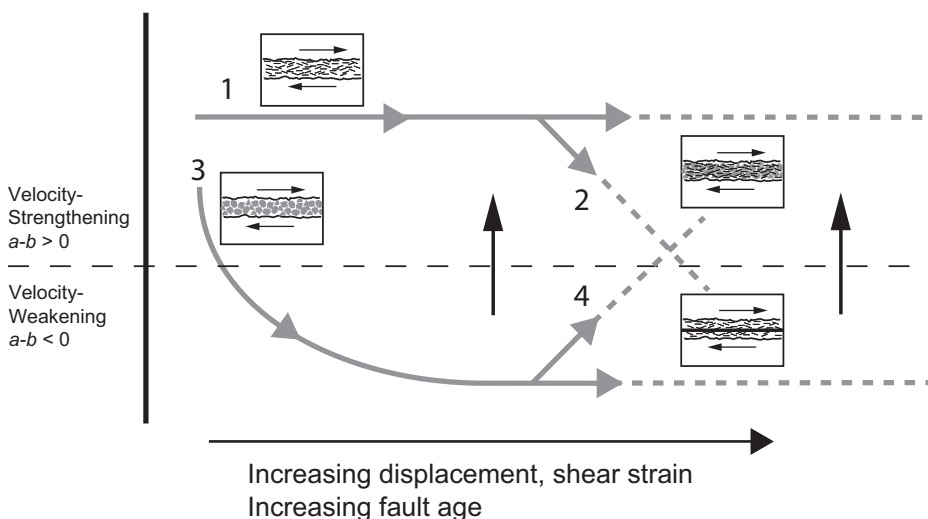 1
3
Velocity-
Strengthening
a-b > 0
2
Velocity-
Weakening
a-b < 0
4
Increasing displacement, shear strain
Increasing fault age